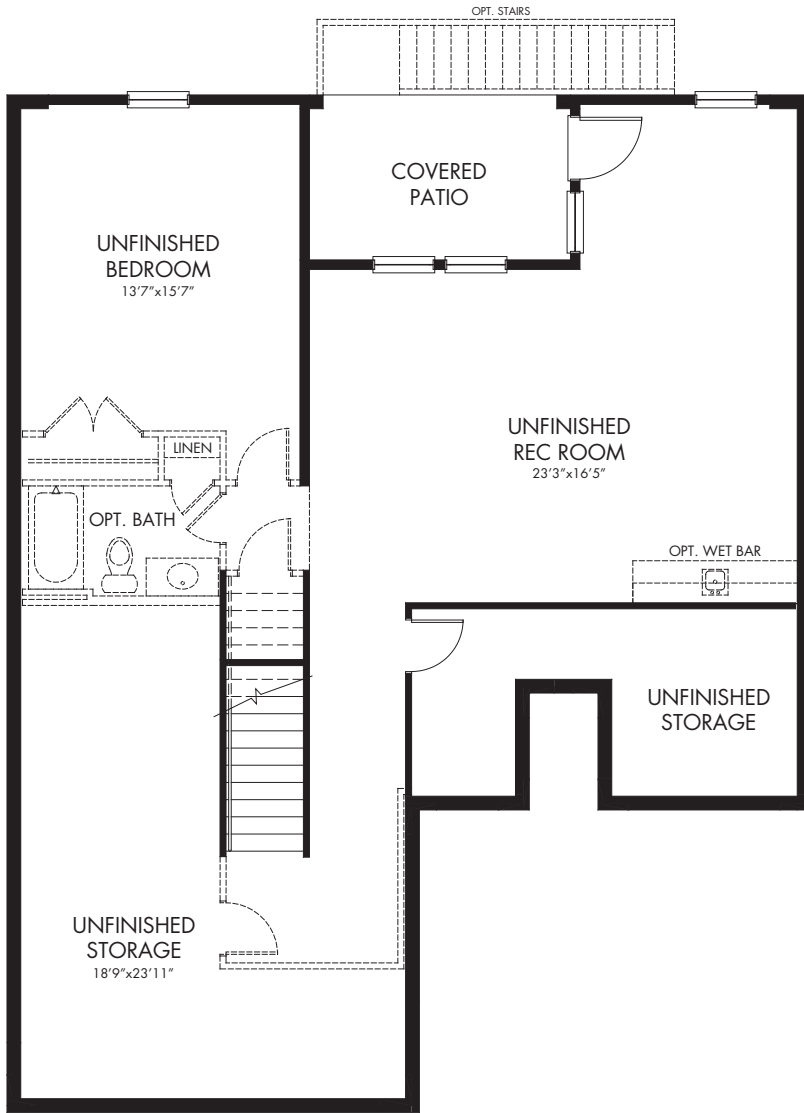 OPT. STAIRS
COVERED
PATIO
UNFINISHED
BEDROOM
13'7"x15'7"
UNFINISHED
REC ROOM
23'3"x16'5"
LINEN
OPT. BATH
OPT. WET BAR
UNFINISHED
STORAGE
UNFINISHED
STORAGE
18'9"x23'11"